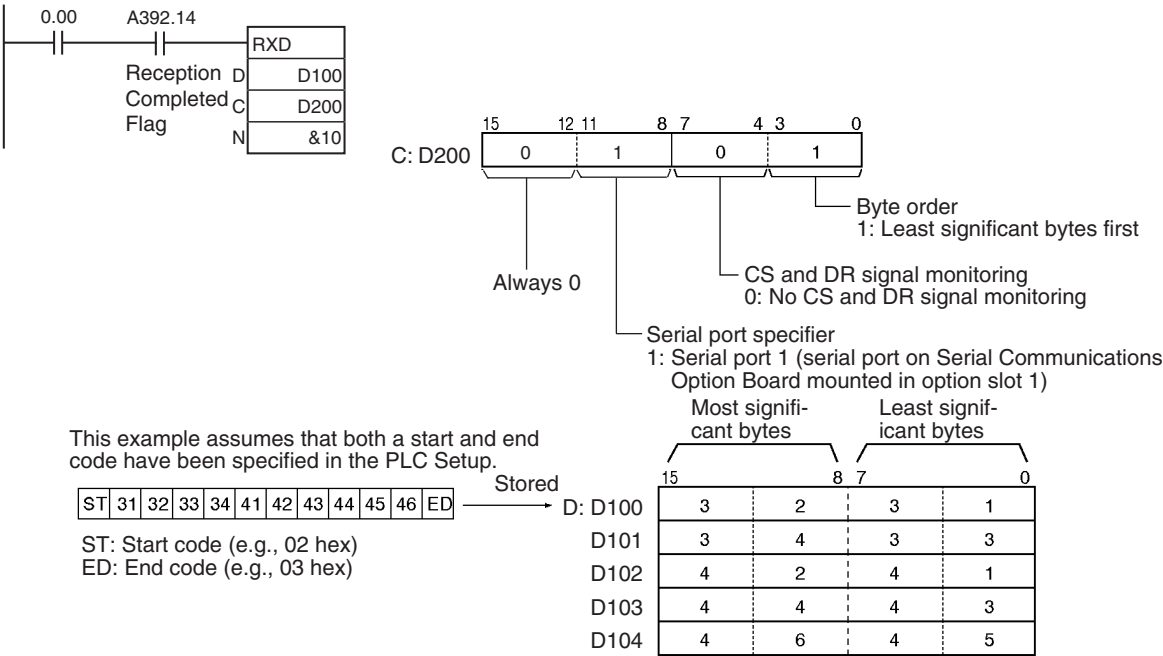 0.00 A392.14
RXD
Reception D D100
Completed C D200
Flag
N &10
15 12 11 8 7 4 3 0
C: D200 0 1 0 1
Byte order
1: Least significant bytes first
Always 0
CS and DR signal monitoring
0: No CS and DR signal monitoring
Serial port specifier
1: Serial port 1 (serial port on Serial Communications
Option Board mounted in option slot 1)
Most signifi-
cant bytes
Least signif-
icant bytes
This example assumes that both a start and end
code have been specified in the PLC Setup.
Stored
ST 31 32 33 34 41 42 43 44 45 46 ED
ST: Start code (e.g., 02 hex)
ED: End code (e.g., 03 hex)
15 8 7 0
D: D100 3 2 3 1
D101 3 4 3 3
D102 4 2 4 1
D103 4 4 4 3
D104 4 6 4 5